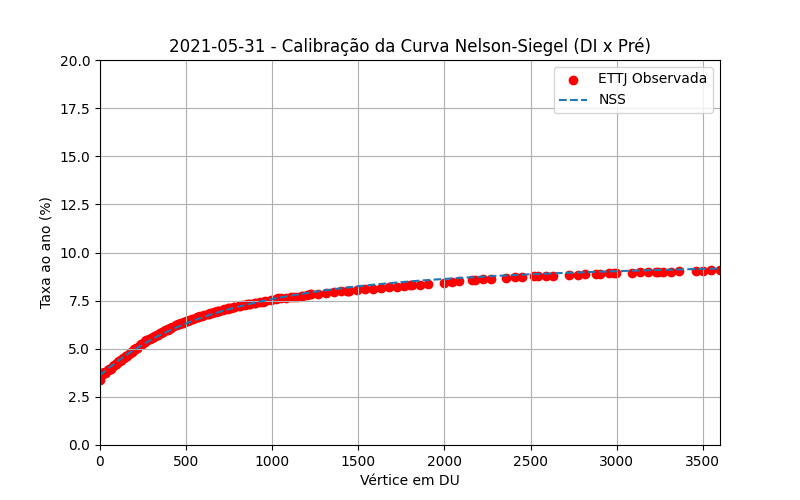 2021-05-31 - Calibração da Curva Nelson-Siegel (DI x Pré)
ETTJ Observada
NSS
Taxa ao ano (%)
20.0
17.5
15.0
12.5
10.0
7.5
5.0
2.5
0.0
0 500 1000 1500 2000 2500 3000 3500
Vértice em DU